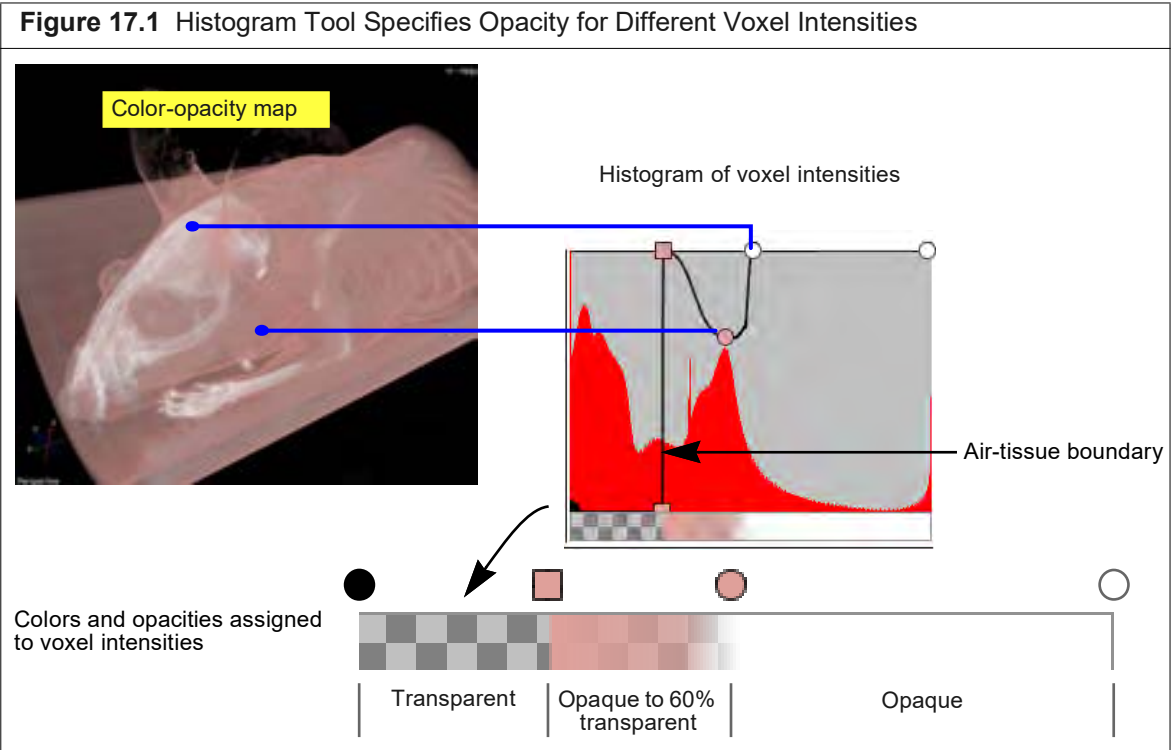 Figure 17.1 Histogram Tool Specifies Opacity for Different Voxel Intensities
Color-opacity map
Histogram of voxel intensities
Air-tissue boundary
Perspective
Colors and opacities assigned
to voxel intensities
Transparent
Opaque to 60%
transparent
Opaque